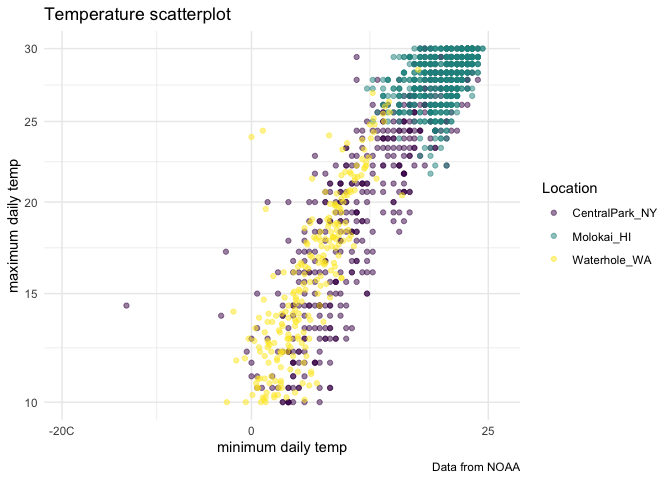 Temperature scatterplot
30
25
20
15
10
maximum daily temp
-20C
0
25
minimum daily temp
Location
CentralPark_NY
Molokai_HI
Waterhole_WA
Data from NOAA